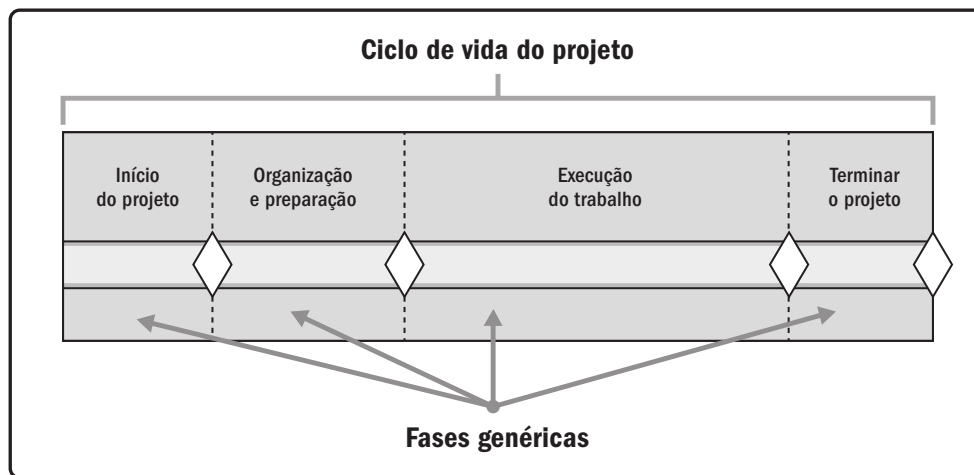 Ciclo de vida do projeto
Início
do projeto
Organização
e preparação
Execução
do trabalho
Terminar
o projeto
Fases genéricas